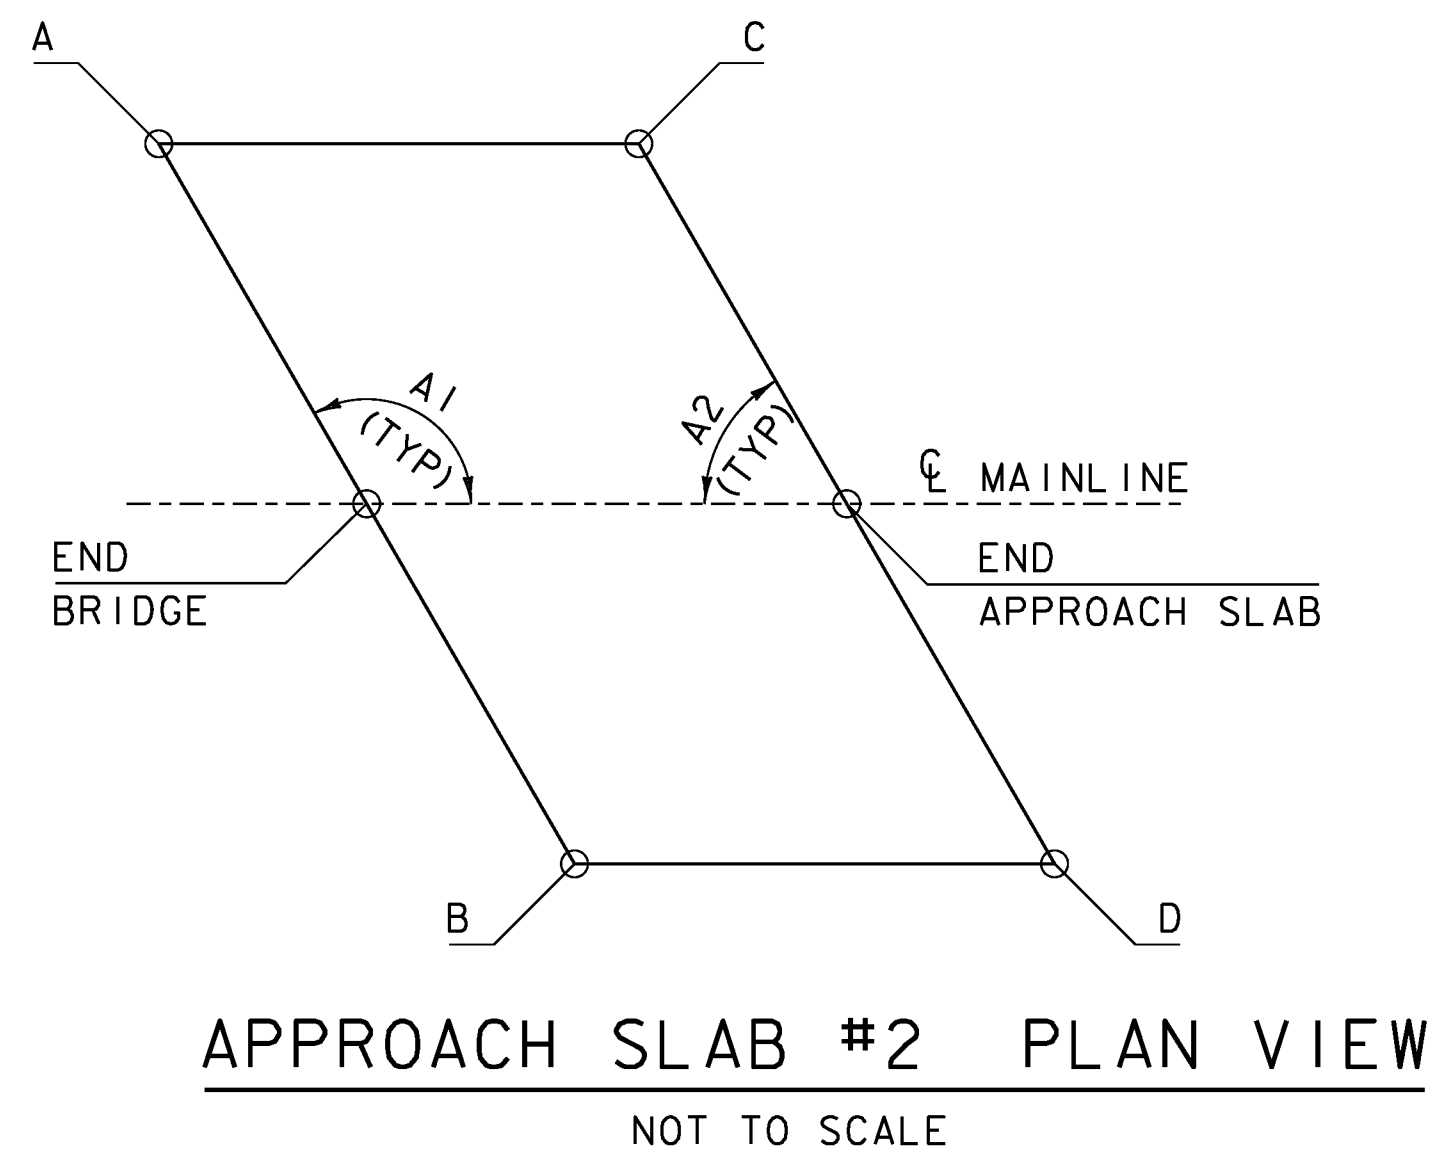 A
C
A1
(TYP)
A2
(TYP)
℄ MAINLINE
END
BRIDGE
END
APPROACH SLAB
B
D
APPROACH SLAB #2 PLAN VIEW
NOT TO SCALE